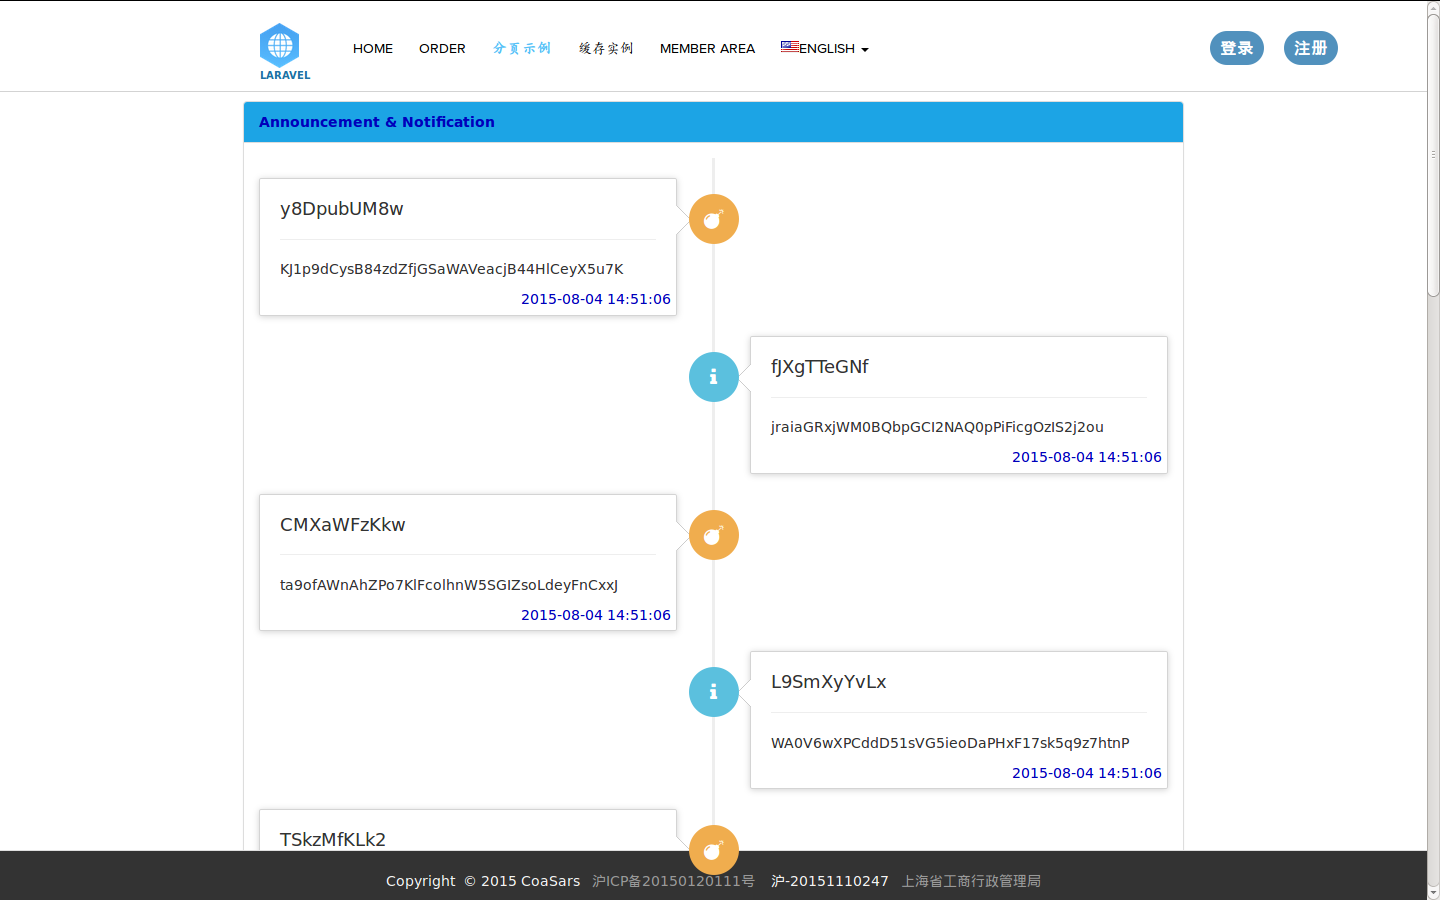 LARAVEL
HOME ORDER 分页示例 缓存实例 MEMBER AREA ENGLISH 登录 注册
Announcement & Notification
y8DpubUM8w
KJ1p9dCysB84zdZfjGSaWAVeacjB44HlCeyX5u7K
2015-08-04 14:51:06
fJXgTTeGNf
jraiaGRxjWM0BQbpGCI2NAQ0pPiFicgOzIS2j2ou
2015-08-04 14:51:06
CMXaWFzKkw
ta9ofAWnAhZPo7KlFcolhnW5SGIZsoLdeyFnCxxJ
2015-08-04 14:51:06
L9SmXyYvLx
WA0V6wXPCddD51sVG5ieoDaPHxF17sk5q9z7htnP
2015-08-04 14:51:06
TSkzMfKLk2
Copyright © 2015 CoaSars 沪ICP备20150120111号 沪-20151110247 上海省工商行政管理局